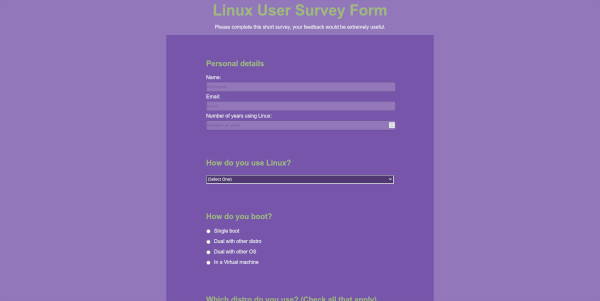 Linux User Survey Form
Please complete this short survey, your feedback would be extremely useful.
Personal details
Name:
Email:
Number of years using Linux:
How do you use Linux?
(Select One)
How do you boot?
Single boot
Dual with other distro
Dual with other OS
In a Virtual machine
Which distro do you use? (Check all that apply)